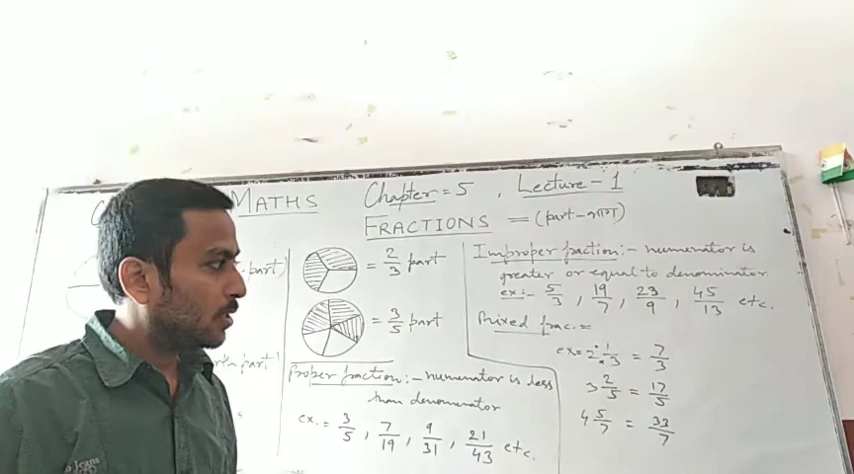 MATHS Chapter = 5 , Lecture - 1
FRACTIONS = (part - भाग)
part)
= 2/3 part
= 3/5 part
part
Proper fraction :- numerator is less
than denominator
ex. = 3/5 , 7/19 , 9/31 , 21/43 etc.
Improper fraction :- numerator is
greater or equal to denominator
ex :- 5/3 , 19/7 , 23/9 , 45/13 etc.
Mixed frac. =
ex = 2 1/3 = 7/3
3 2/5 = 17/5
4 5/7 = 33/7
Jeans